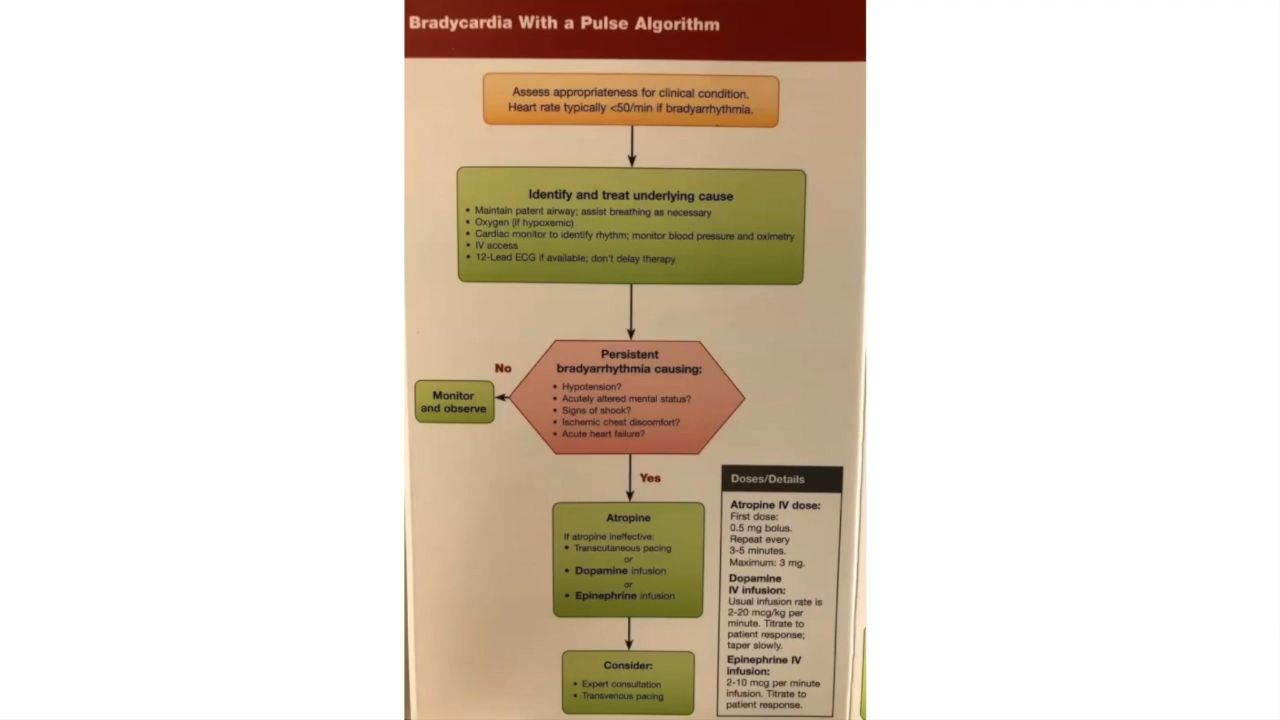 Bradycardia With a Pulse Algorithm
Assess appropriateness for clinical condition.
Heart rate typically <50/min if bradyarrhythmia.
Identify and treat underlying cause
• Maintain patent airway; assist breathing as necessary
• Oxygen (if hypoxemic)
• Cardiac monitor to identify rhythm; monitor blood pressure and oximetry
• IV access
• 12-Lead ECG if available; don't delay therapy
Persistent
bradyarrhythmia causing:
• Hypotension?
• Acutely altered mental status?
• Signs of shock?
• Ischemic chest discomfort?
• Acute heart failure?
No
Monitor
and observe
Yes
Atropine
If atropine ineffective:
• Transcutaneous pacing
or
• Dopamine infusion
or
• Epinephrine infusion
Consider:
• Expert consultation
• Transvenous pacing
Doses/Details
Atropine IV dose:
First dose:
0.5 mg bolus.
Repeat every
3-5 minutes.
Maximum: 3 mg.
Dopamine
IV infusion:
Usual infusion rate is
2-20 mcg/kg per
minute. Titrate to
patient response;
taper slowly.
Epinephrine IV
infusion:
2-10 mcg per minute
infusion. Titrate to
patient response.